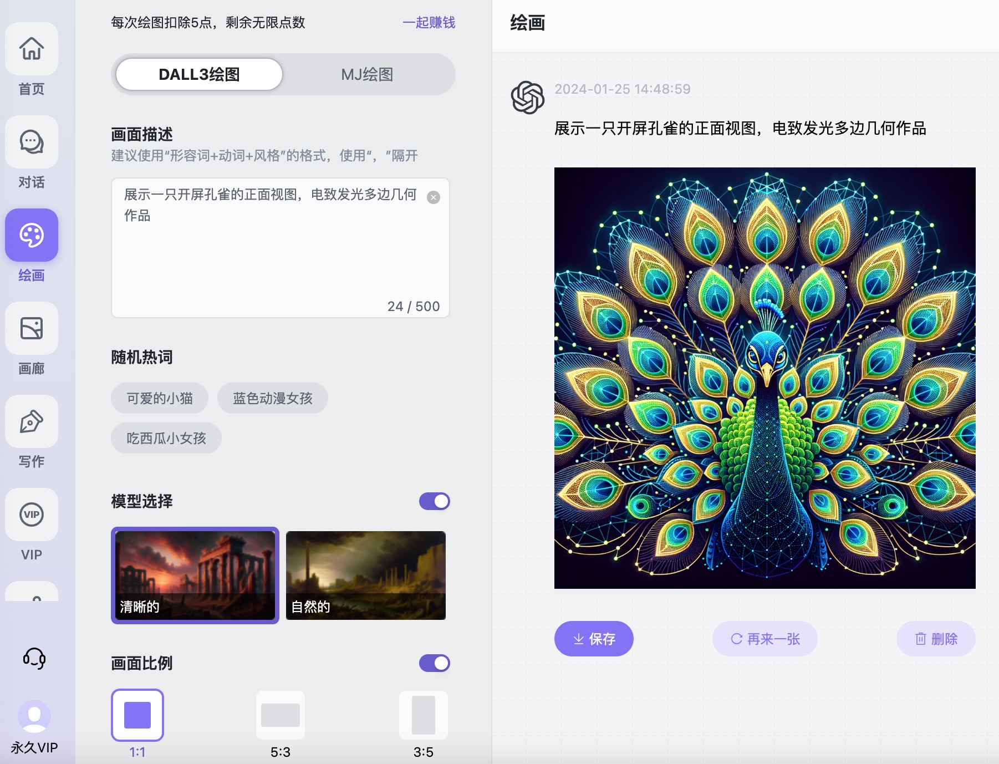 首页
对话
绘画
画廊
写作
VIP
VIP
永久VIP
每次绘图扣除5点，剩余无限点数
一起赚钱
DALL3绘图
MJ绘图
画面描述
建议使用“形容词+动词+风格”的格式，使用“，”隔开
展示一只开屏孔雀的正面视图，电致发光多边几何
作品
24 / 500
随机热词
可爱的小猫
蓝色动漫女孩
吃西瓜小女孩
模型选择
清晰的
自然的
画面比例
1:1
5:3
3:5
绘画
2024-01-25 14:48:59
展示一只开屏孔雀的正面视图，电致发光多边几何作品
保存
再来一张
删除